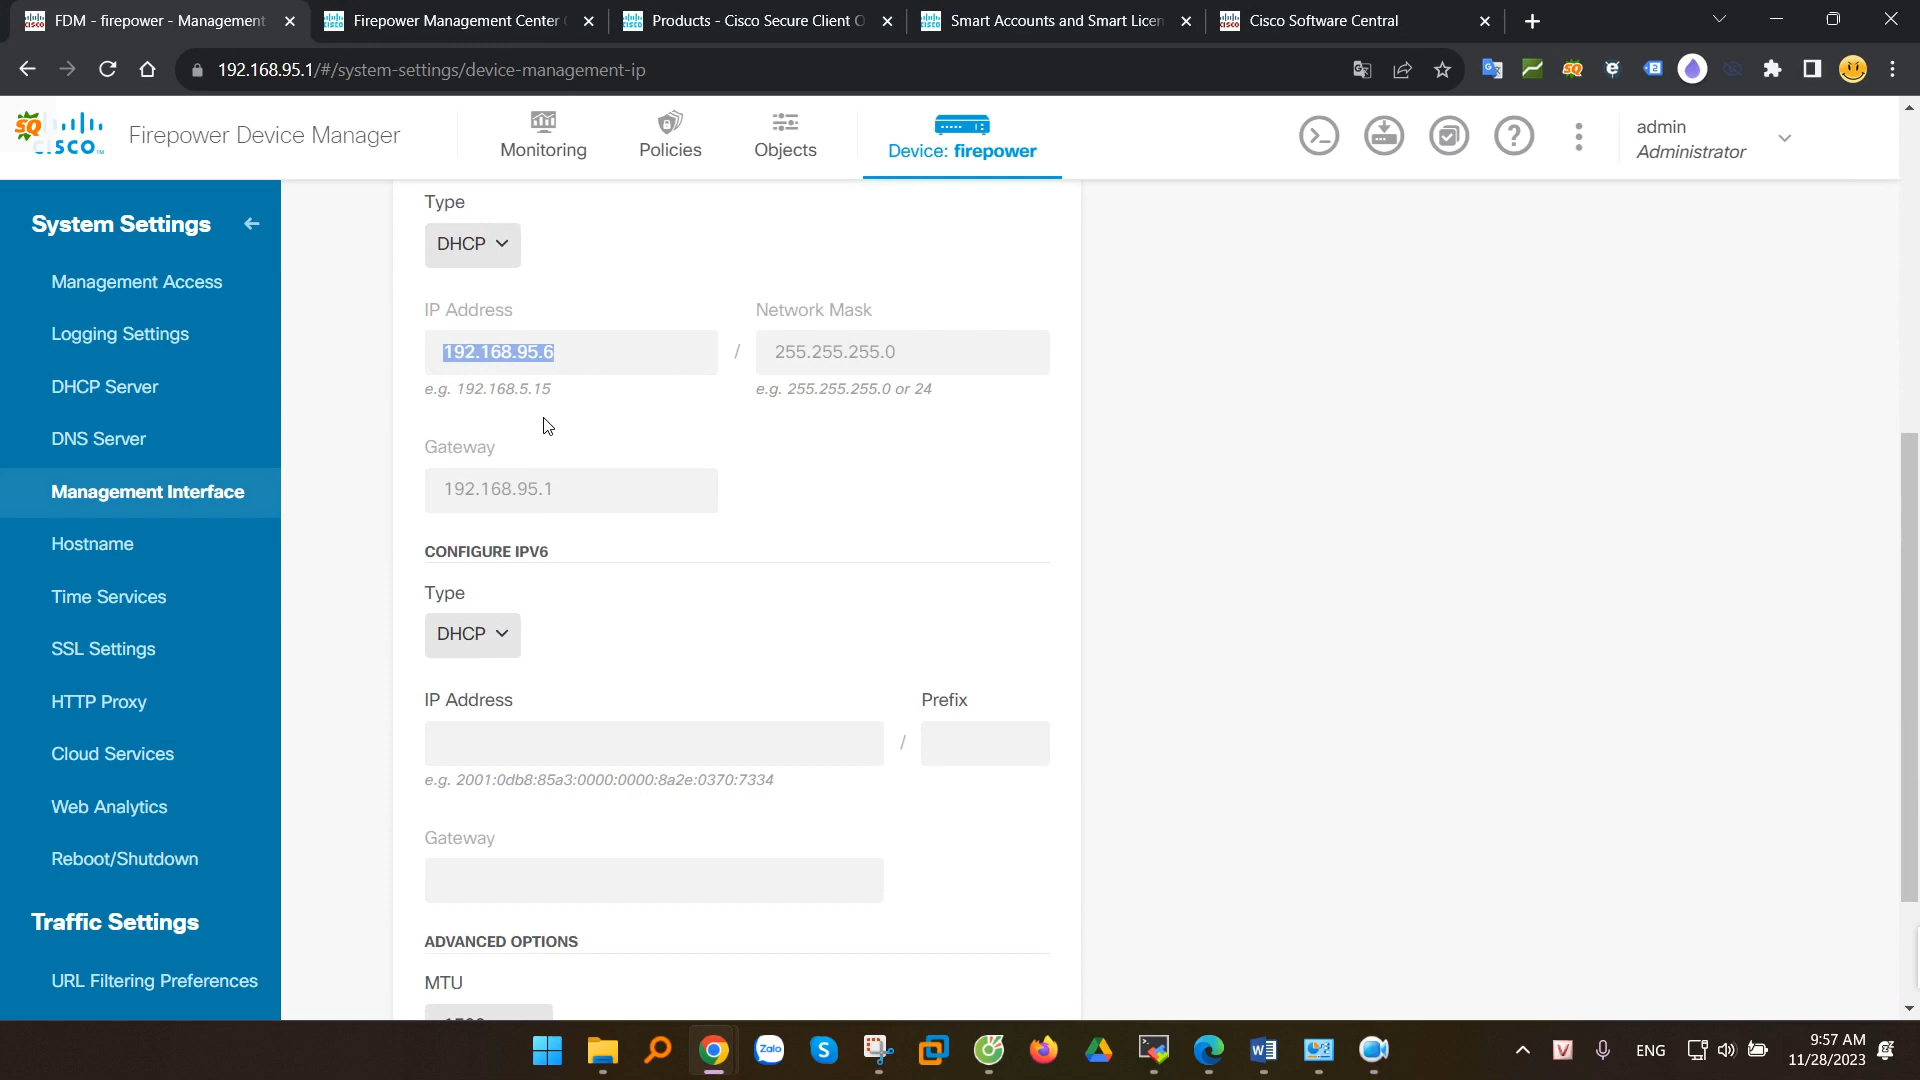 FDM - firepower - Management
Firepower Management Center
Products - Cisco Secure Client O
Smart Accounts and Smart Licen
Cisco Software Central
192.168.95.1/#/system-settings/device-management-ip
SQ
CISCO
Firepower Device Manager
Monitoring
Policies
Objects
Device: firepower
admin
Administrator
System Settings
Management Access
Logging Settings
DHCP Server
DNS Server
Management Interface
Hostname
Time Services
SSL Settings
HTTP Proxy
Cloud Services
Web Analytics
Reboot/Shutdown
Traffic Settings
URL Filtering Preferences
Type
DHCP
IP Address
Network Mask
192.168.95.6
/
255.255.255.0
e.g. 192.168.5.15
e.g. 255.255.255.0 or 24
Gateway
192.168.95.1
CONFIGURE IPV6
Type
DHCP
IP Address
Prefix
/
e.g. 2001:0db8:85a3:0000:0000:8a2e:0370:7334
Gateway
ADVANCED OPTIONS
MTU
Zalo
ENG
9:57 AM
11/28/2023